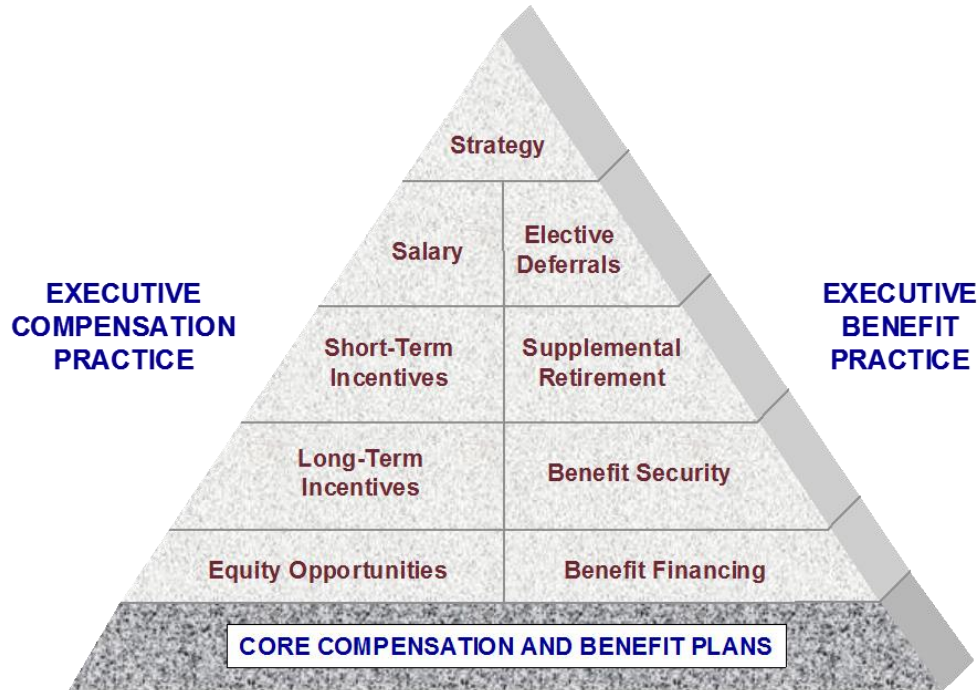 Strategy
Salary
Elective
Deferrals
EXECUTIVE
COMPENSATION
PRACTICE
EXECUTIVE
BENEFIT
PRACTICE
Short-Term
Incentives
Supplemental
Retirement
Long-Term
Incentives
Benefit Security
Equity Opportunities
Benefit Financing
CORE COMPENSATION AND BENEFIT PLANS